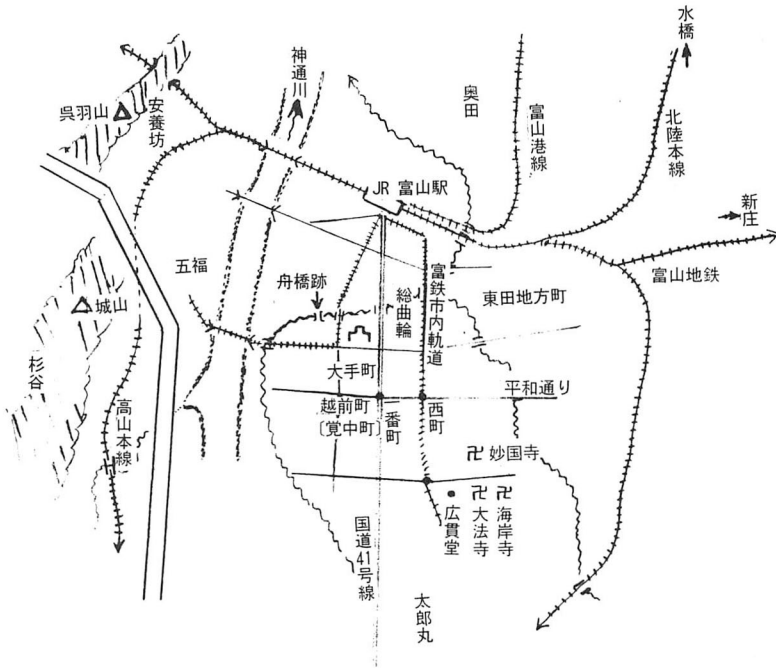 水橋
神通川
奥田
富山港線
北陸本線
呉羽山
安養坊
JR 富山駅
新庄
富山地鉄
五福
舟橋跡
総曲輪
富鉄市内軌道
東田地方町
城山
大手町
杉谷
高山本線
平和通り
越前町
〔覚中町〕
一番町
西町
卍 妙国寺
広貫堂
卍 大法寺
卍 海岸寺
国道41号線
太郎丸